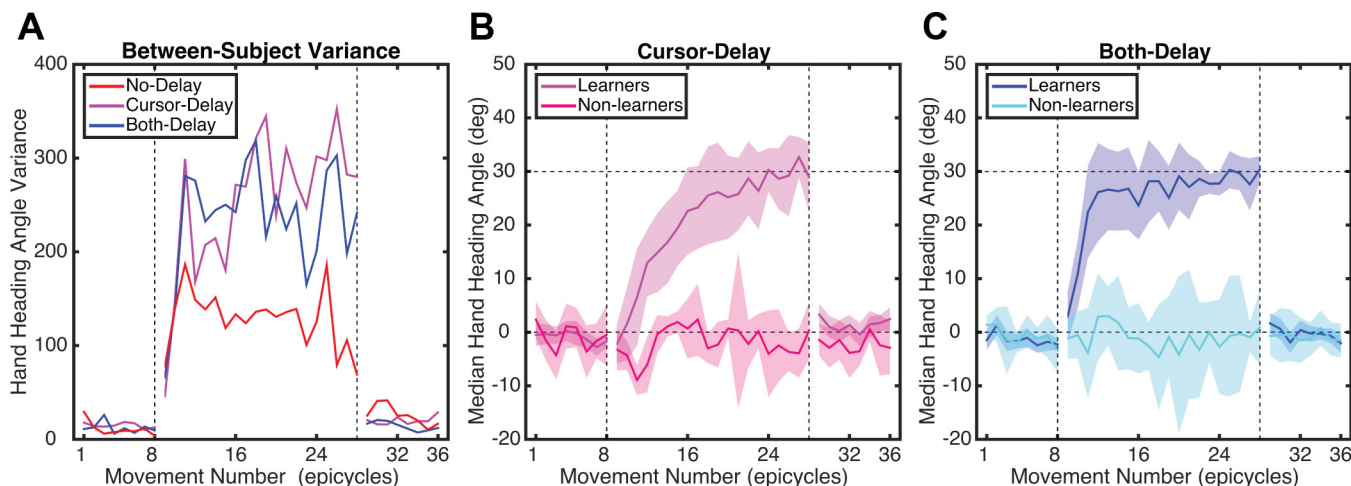 A
Between-Subject Variance
Hand Heading Angle Variance
400
300
200
100
0
No-Delay
Cursor-Delay
Both-Delay
1
8
16
24
32
36
Movement Number (epicycles)
B
Cursor-Delay
Median Hand Heading Angle (deg)
50
40
30
20
10
0
-10
-20
Learners
Non-learners
1
8
16
24
32
36
Movement Number (epicycles)
C
Both-Delay
Median Hand Heading Angle (deg)
50
40
30
20
10
0
-10
-20
Learners
Non-learners
1
8
16
24
32
36
Movement Number (epicycles)